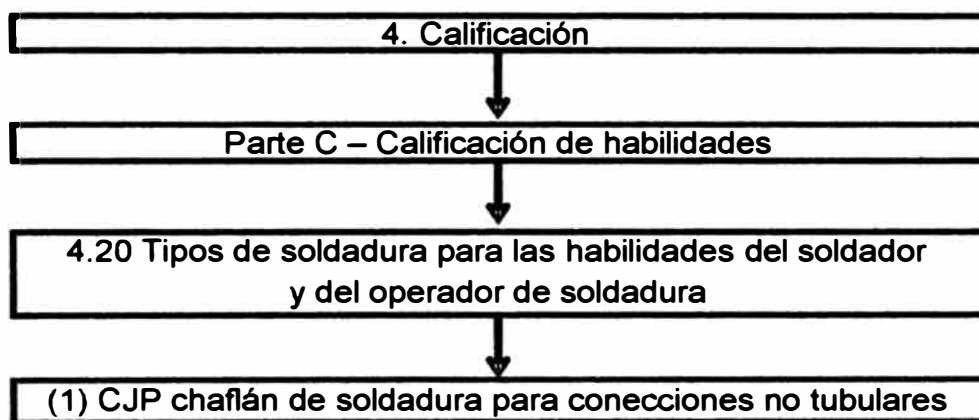 4. Calificación
Parte C – Calificación de habilidades
4.20 Tipos de soldadura para las habilidades del soldador
y del operador de soldadura
(1) CJP chaflán de soldadura para conecciones no tubulares